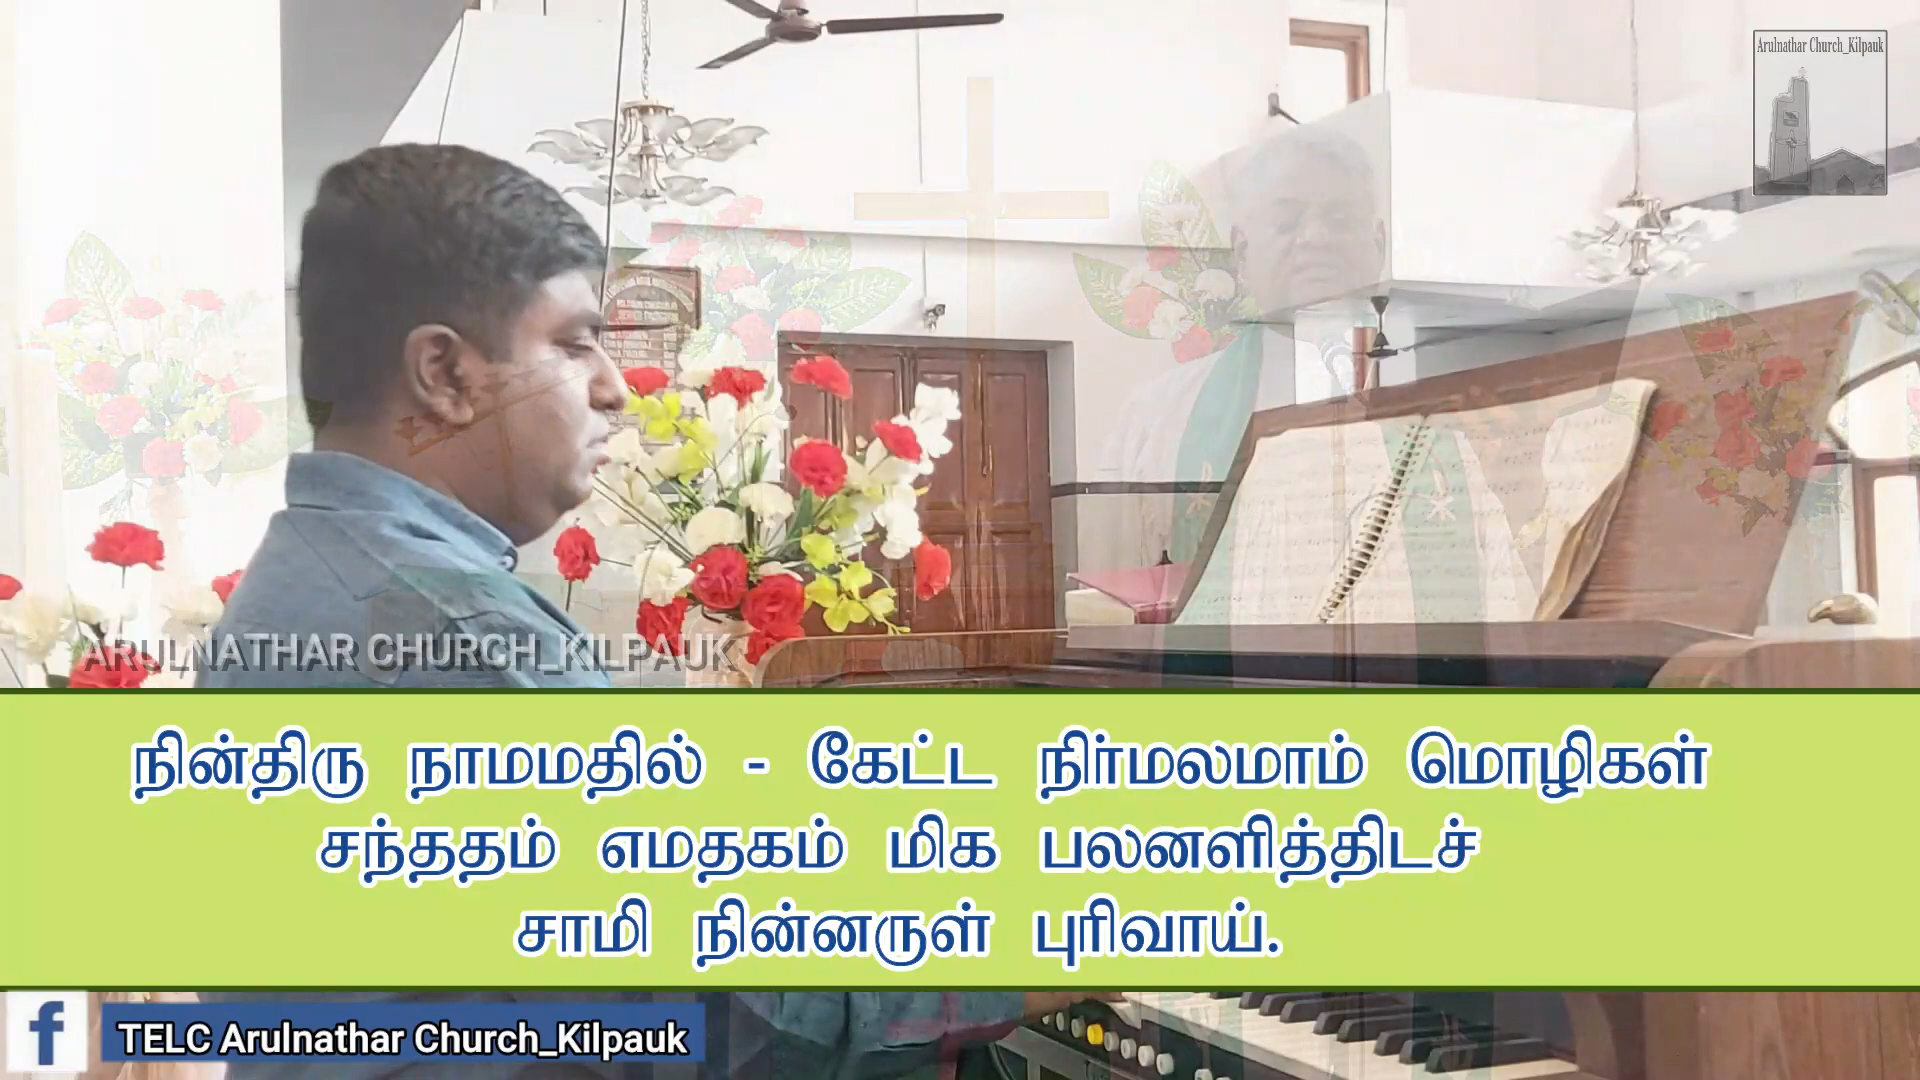 Arulnathar Church_Kilpauk
ARULNATHAR CHURCH_KILPAUK
நின்திரு நாமமதில் - கேட்ட நிர்மலமாம் மொழிகள்
சந்ததம் எமதகம் மிக பலனளித்திடச்
சாமி நின்னருள் புரிவாய்.
f TELC Arulnathar Church_Kilpauk